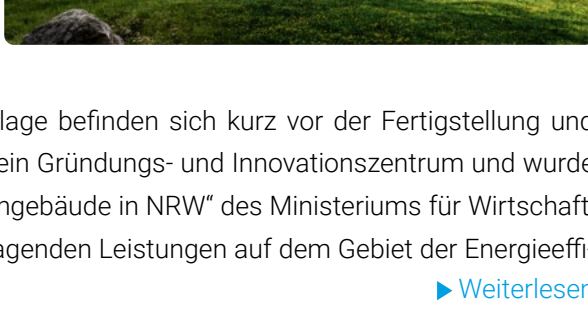 lage befinden sich kurz vor der Fertigstellung und
ein Gründungs- und Innovationszentrum und wurde
ngebäude in NRW“ des Ministeriums für Wirtschaft
agenden Leistungen auf dem Gebiet der Energieeffi-
Weiterlesen